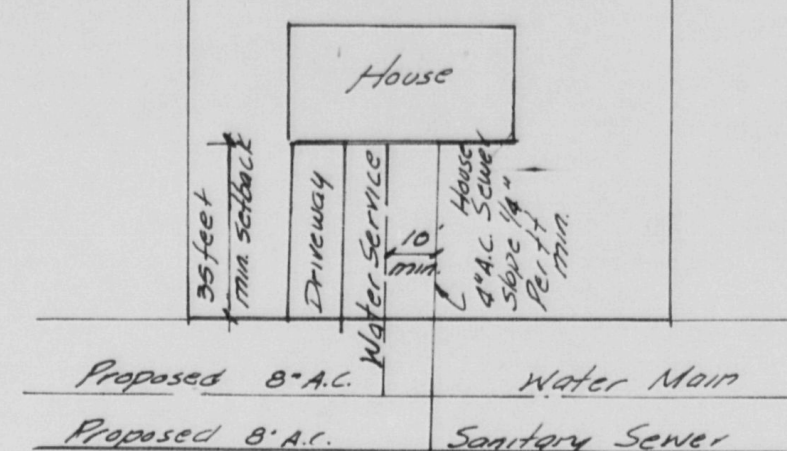 House
35 feet
min. setback
Driveway
Water Service
10'
min.
House
4" A.C. Sewer
slope 1/4"
Per ft
min.
Proposed 8" A.C. Water Main
Proposed 8" A.C. Sanitary Sewer